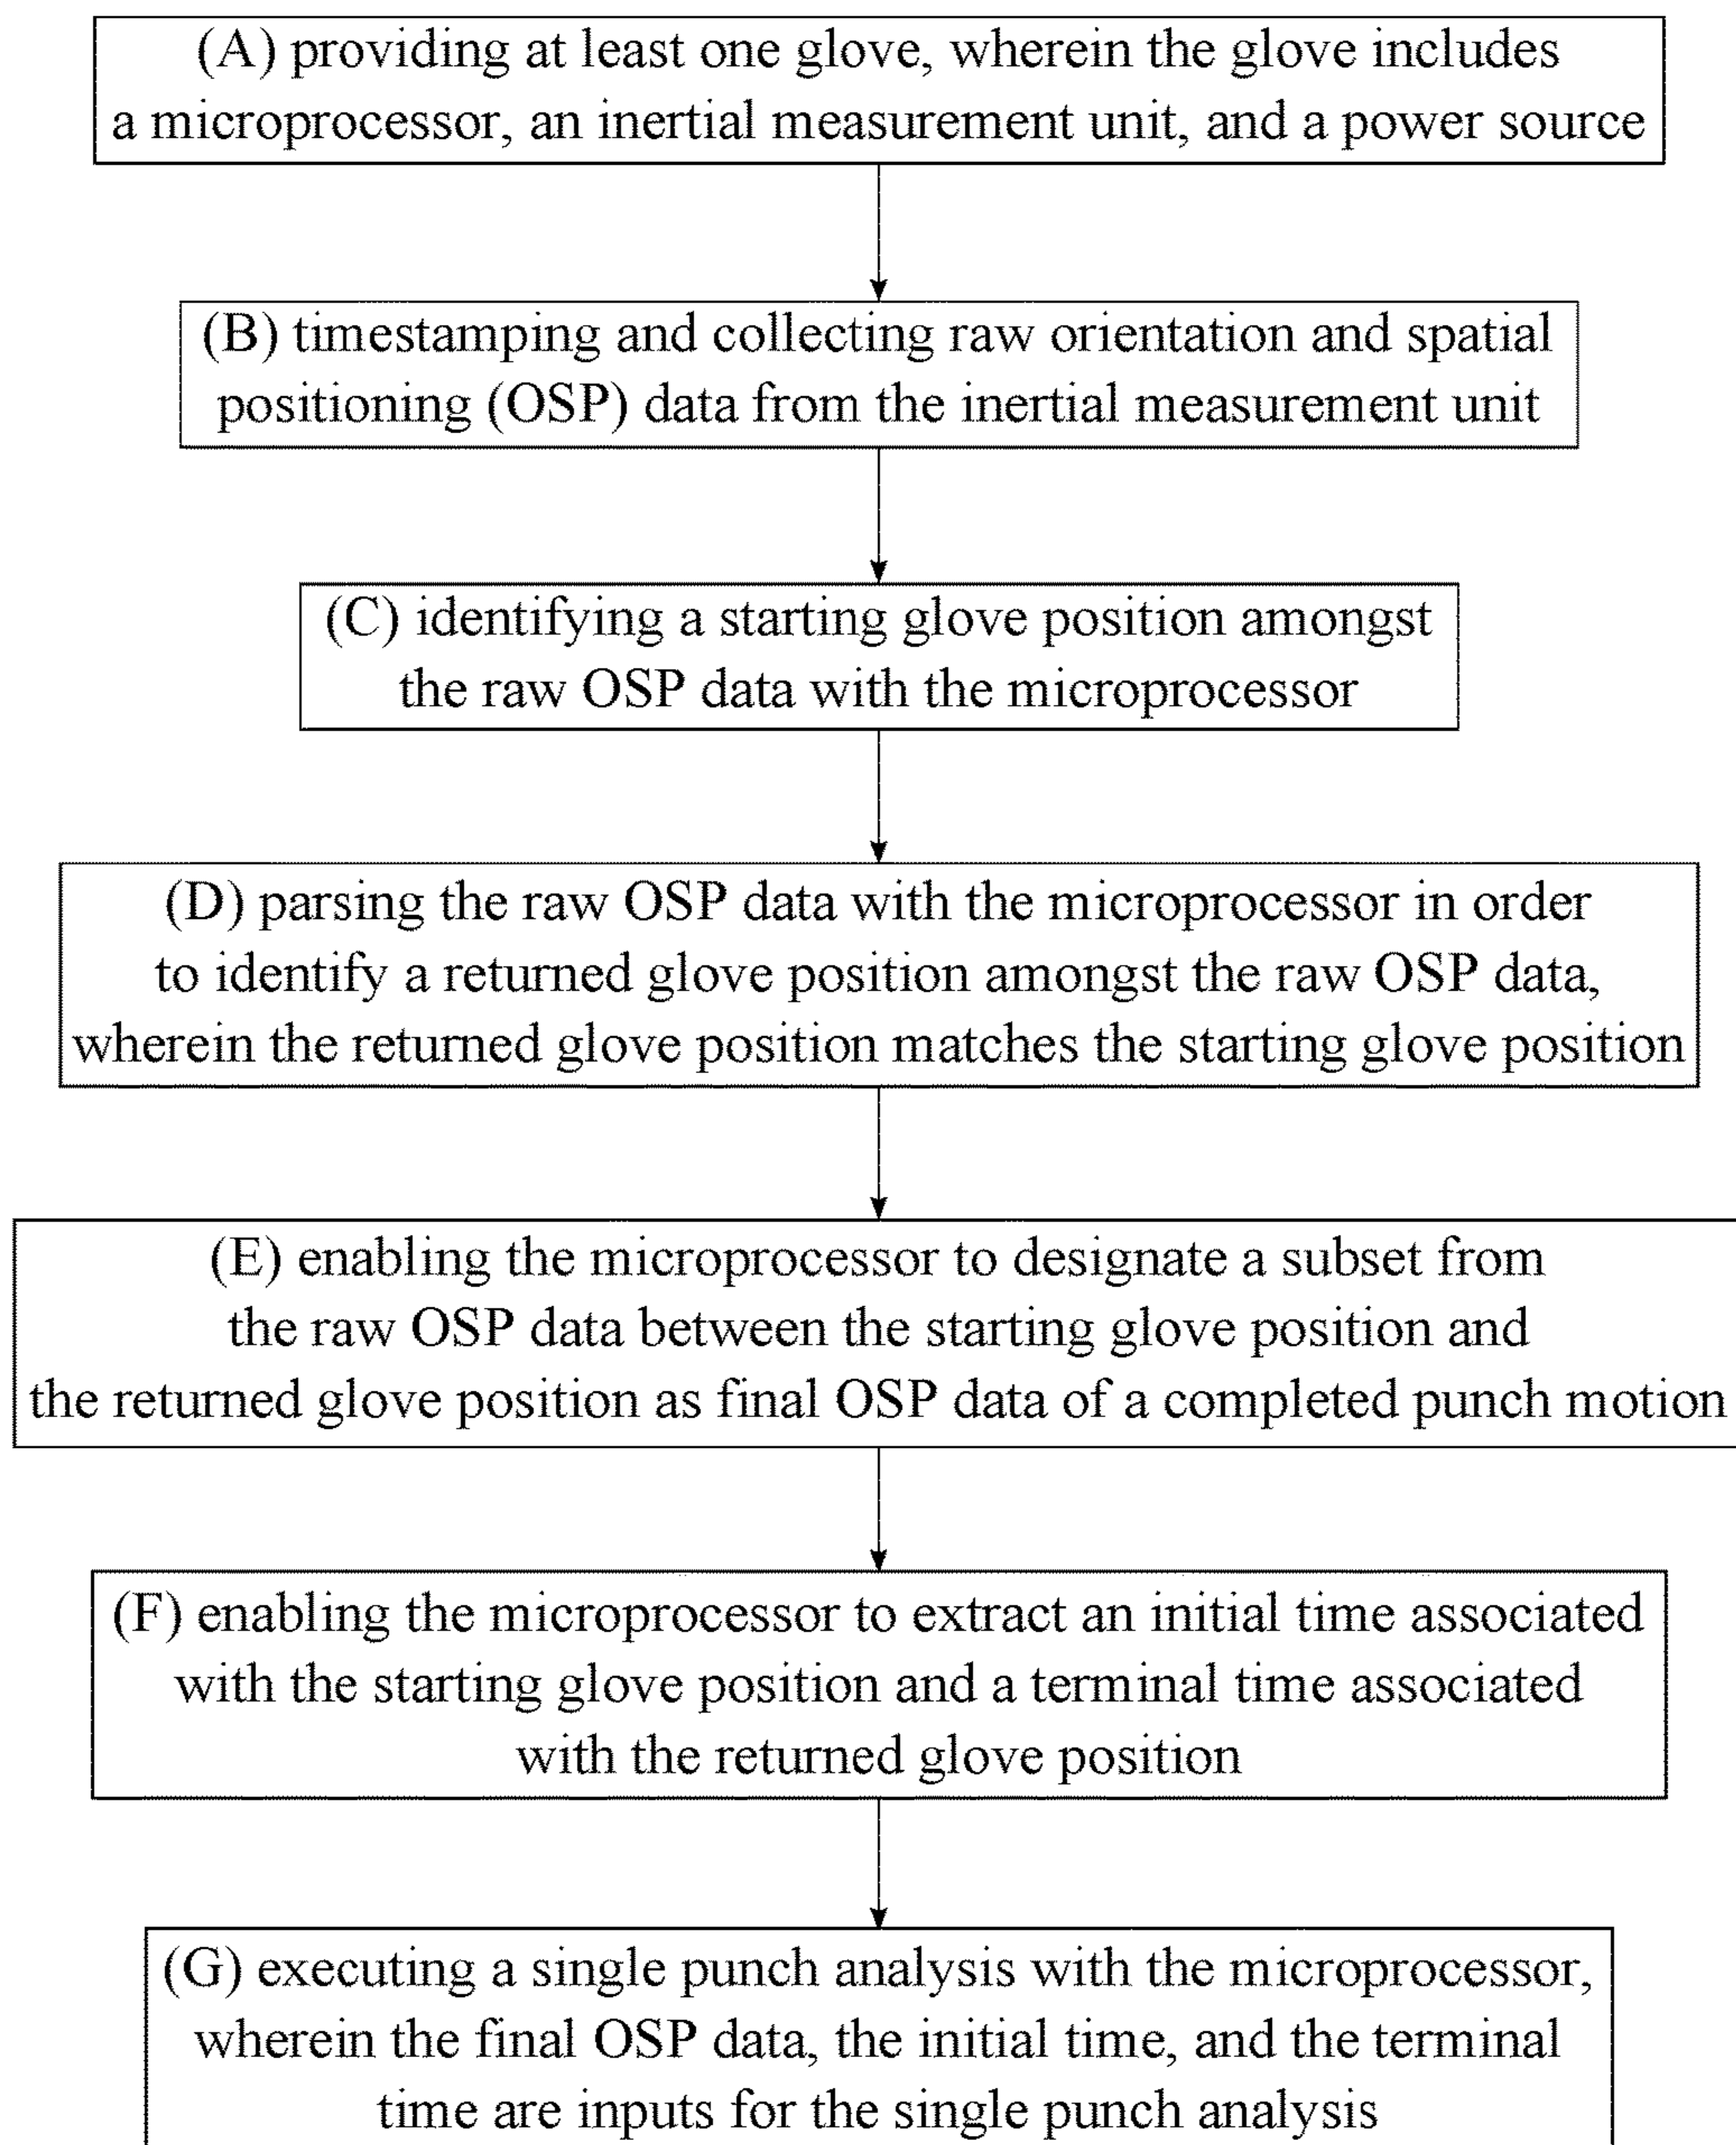 (A) providing at least one glove, wherein the glove includes
a microprocessor, an inertial measurement unit, and a power source
(B) timestamping and collecting raw orientation and spatial
positioning (OSP) data from the inertial measurement unit
(C) identifying a starting glove position amongst
the raw OSP data with the microprocessor
(D) parsing the raw OSP data with the microprocessor in order
to identify a returned glove position amongst the raw OSP data,
wherein the returned glove position matches the starting glove position
(E) enabling the microprocessor to designate a subset from
the raw OSP data between the starting glove position and
the returned glove position as final OSP data of a completed punch motion
(F) enabling the microprocessor to extract an initial time associated
with the starting glove position and a terminal time associated
with the returned glove position
(G) executing a single punch analysis with the microprocessor,
wherein the final OSP data, the initial time, and the terminal
time are inputs for the single punch analysis